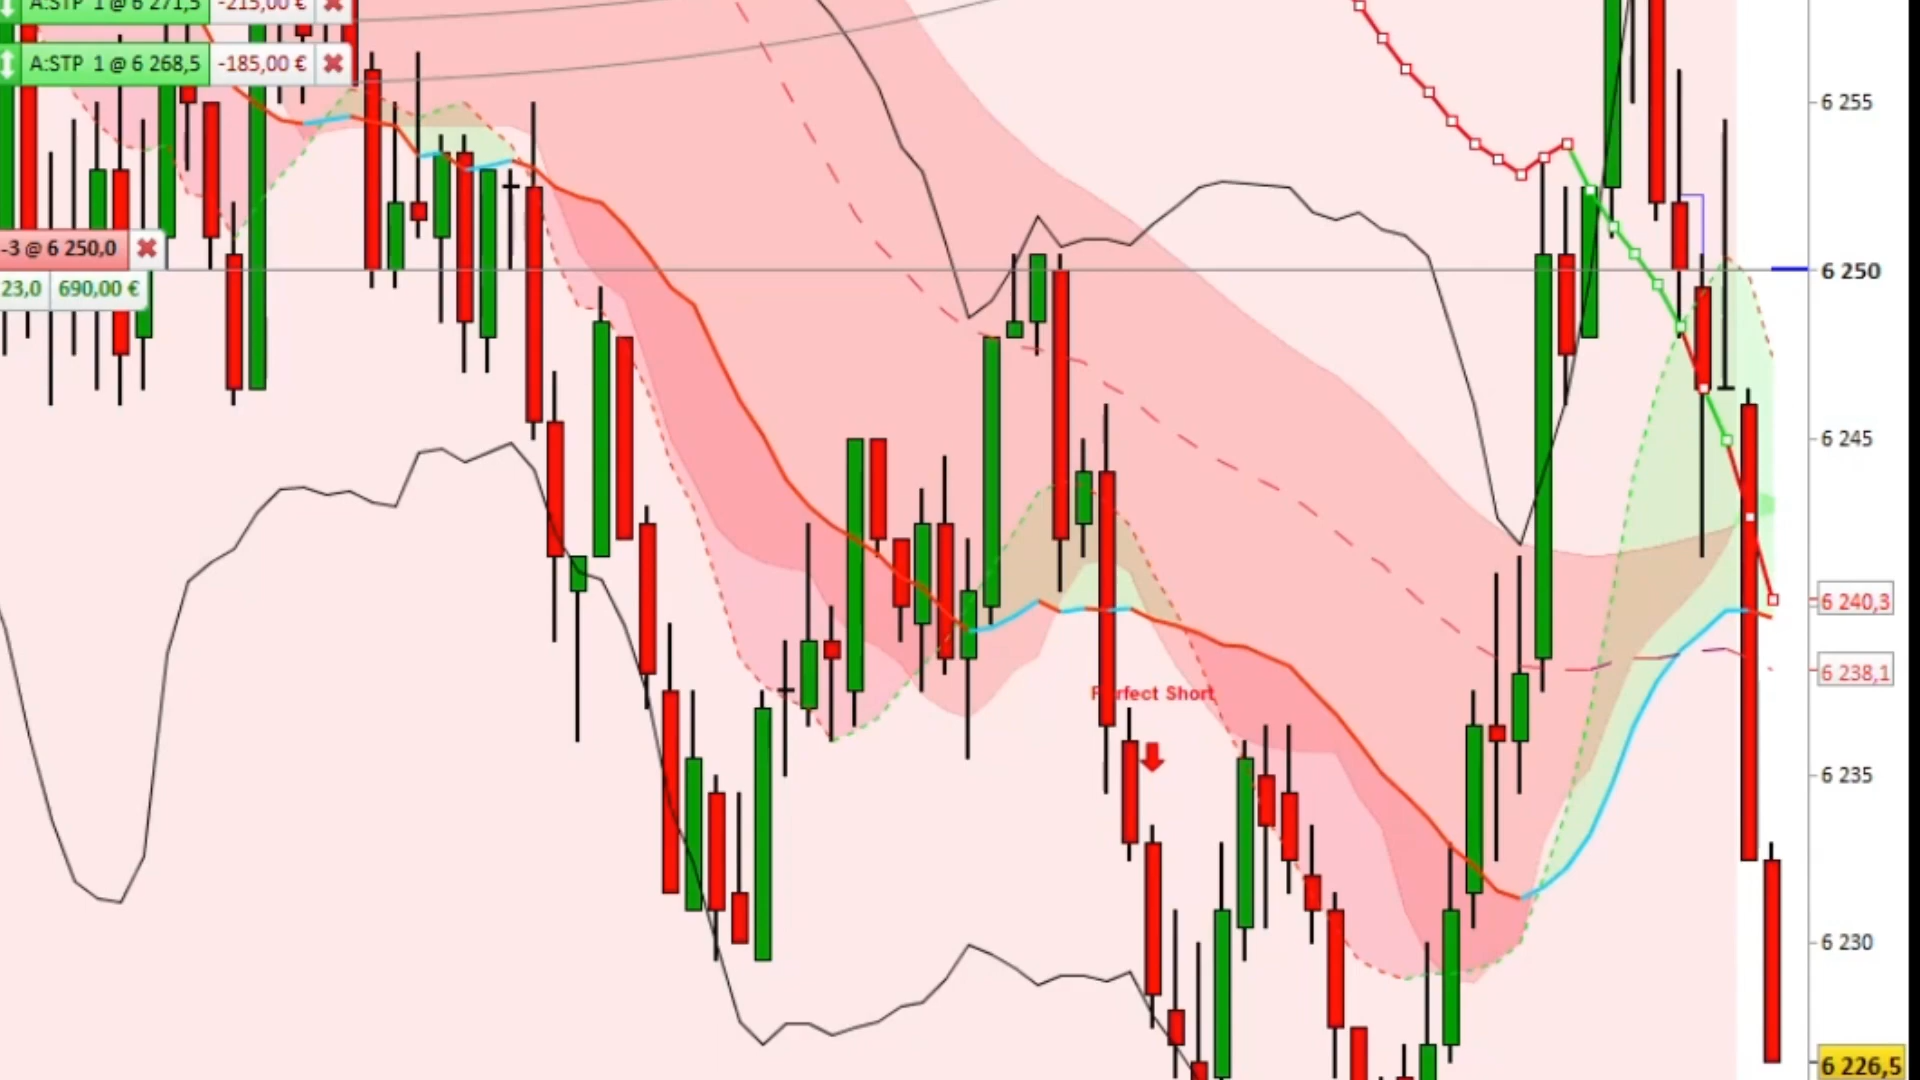 A:STP 1 @ 6 271,5 -215,00 €
A:STP 1 @ 6 268,5 -185,00 €
-3 @ 6 250,0
23,0 690,00 €
Perfect Short
6 255
6 250
6 245
6 240,3
6 238,1
6 235
6 230
6 226,5